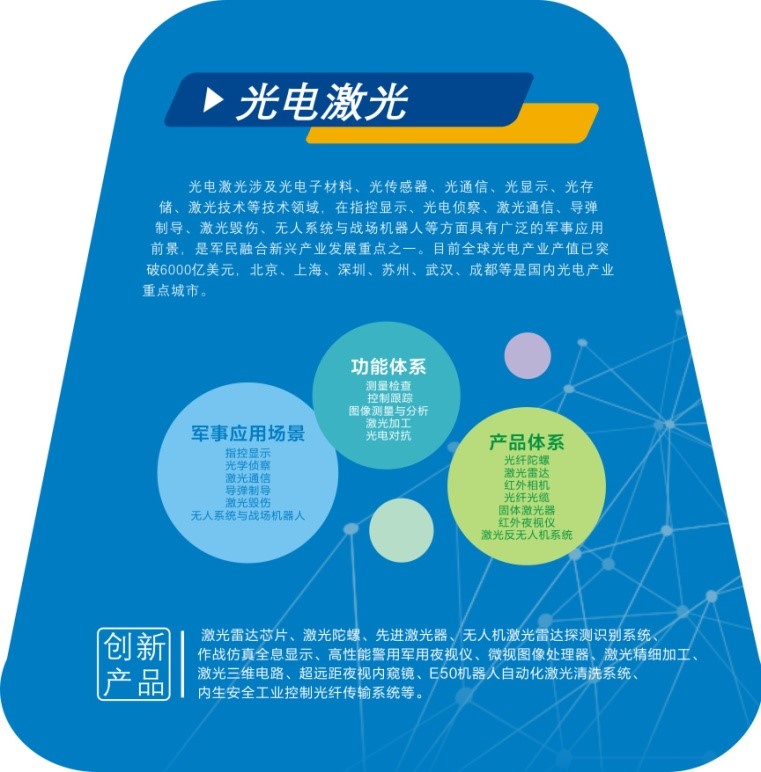 光电激光
光电激光涉及光电子材料、光传感器、光通信、光显示、光存
储、激光技术等技术领域，在指控显示、光电侦察、激光通信、导弹
制导、激光毁伤、无人系统与战场机器人等方面具有广泛的军事应用
前景，是军民融合新兴产业发展重点之一。目前全球光电产业产值已突
破6000亿美元，北京、上海、深圳、苏州、武汉、成都等是国内光电产业
重点城市。
功能体系
测量检查
控制跟踪
图像测量与分析
激光加工
光电对抗
军事应用场景
指控显示
光学侦察
激光通信
导弹制导
激光毁伤
无人系统与战场机器人
产品体系
光纤陀螺
激光雷达
红外相机
光纤光缆
固体激光器
红外夜视仪
激光反无人机系统
创新
产品
激光雷达芯片、激光陀螺、先进激光器、无人机激光雷达探测识别系统、
作战仿真全息显示、高性能警用军用夜视仪、微视图像处理器、激光精细加工、
激光三维电路、超远距夜视内窥镜、E50机器人自动化激光清洗系统、
内生安全工业控制光纤传输系统等。